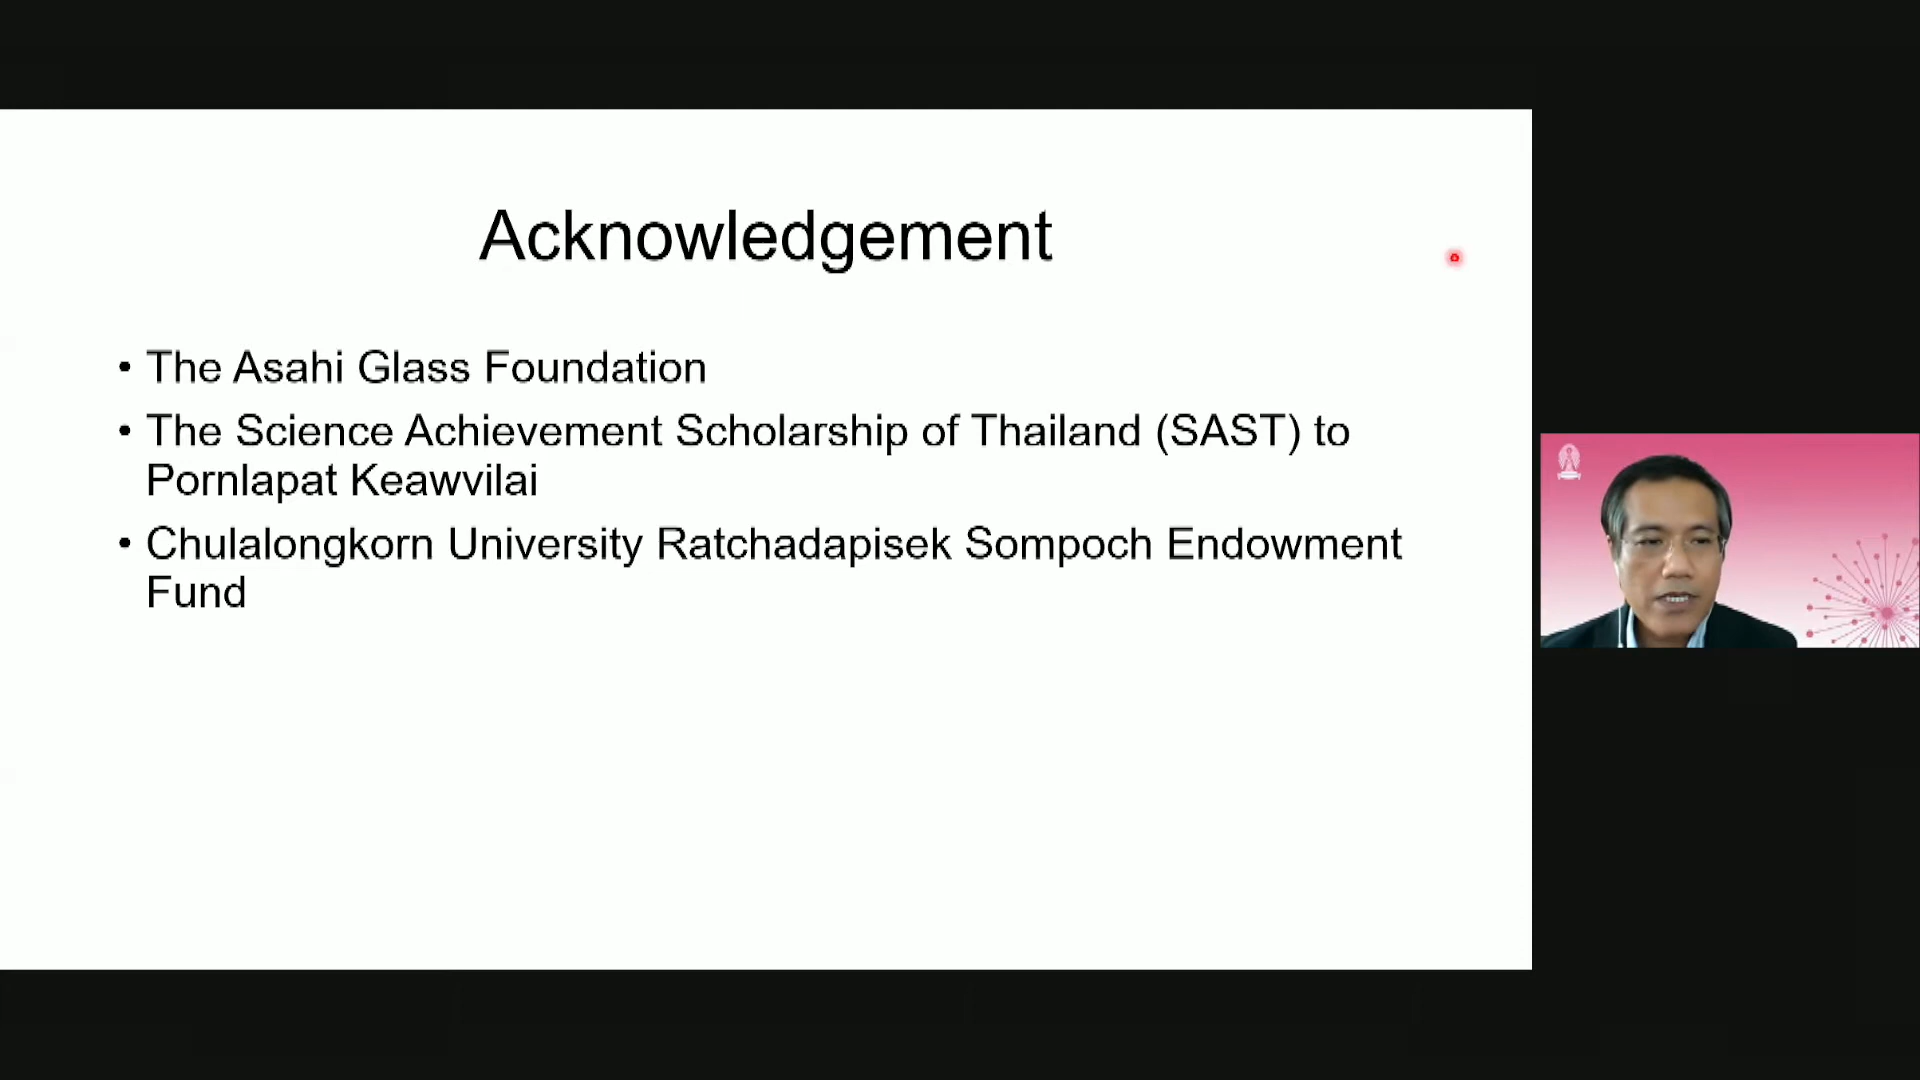 Acknowledgement
• The Asahi Glass Foundation
• The Science Achievement Scholarship of Thailand (SAST) to
Pornlapat Keawvilai
• Chulalongkorn University Ratchadapisek Sompoch Endowment
Fund